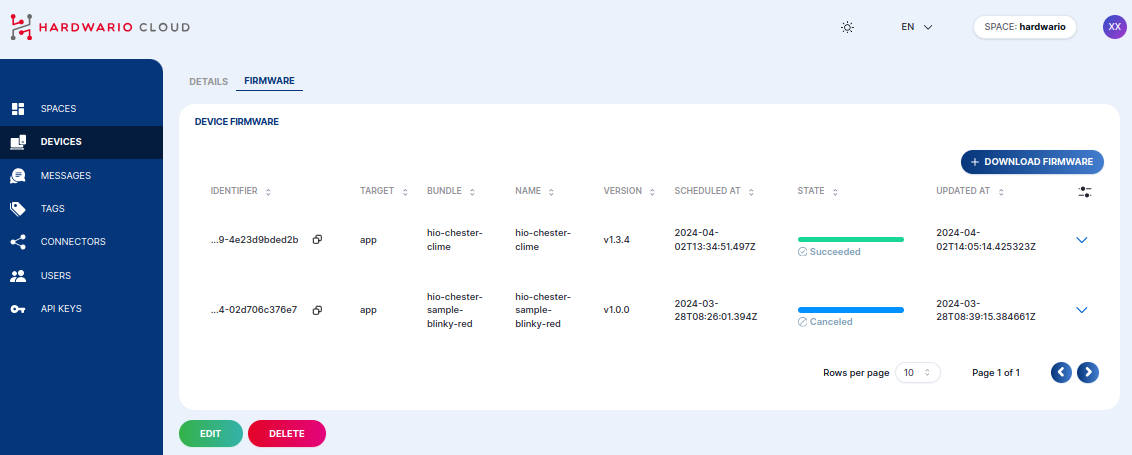 HARDWARIO CLOUD
EN
SPACE: hardwario
XX
SPACES
DEVICES
MESSAGES
TAGS
CONNECTORS
USERS
API KEYS
DETAILS FIRMWARE
DEVICE FIRMWARE
+ DOWNLOAD FIRMWARE
IDENTIFIER TARGET BUNDLE NAME VERSION SCHEDULED AT STATE UPDATED AT
...9-4e23d9bded2b
app
hio-chester-
clime
hio-chester-
clime
v1.3.4
2024-04-
02T13:34:51.497Z
Succeeded
2024-04-
02T14:05:14.425323Z
...4-02d706c376e7
app
hio-chester-
sample-
blinky-red
hio-chester-
sample-
blinky-red
v1.0.0
2024-03-
28T08:26:01.394Z
Canceled
2024-03-
28T08:39:15.384661Z
Rows per page 10 Page 1 of 1
EDIT DELETE